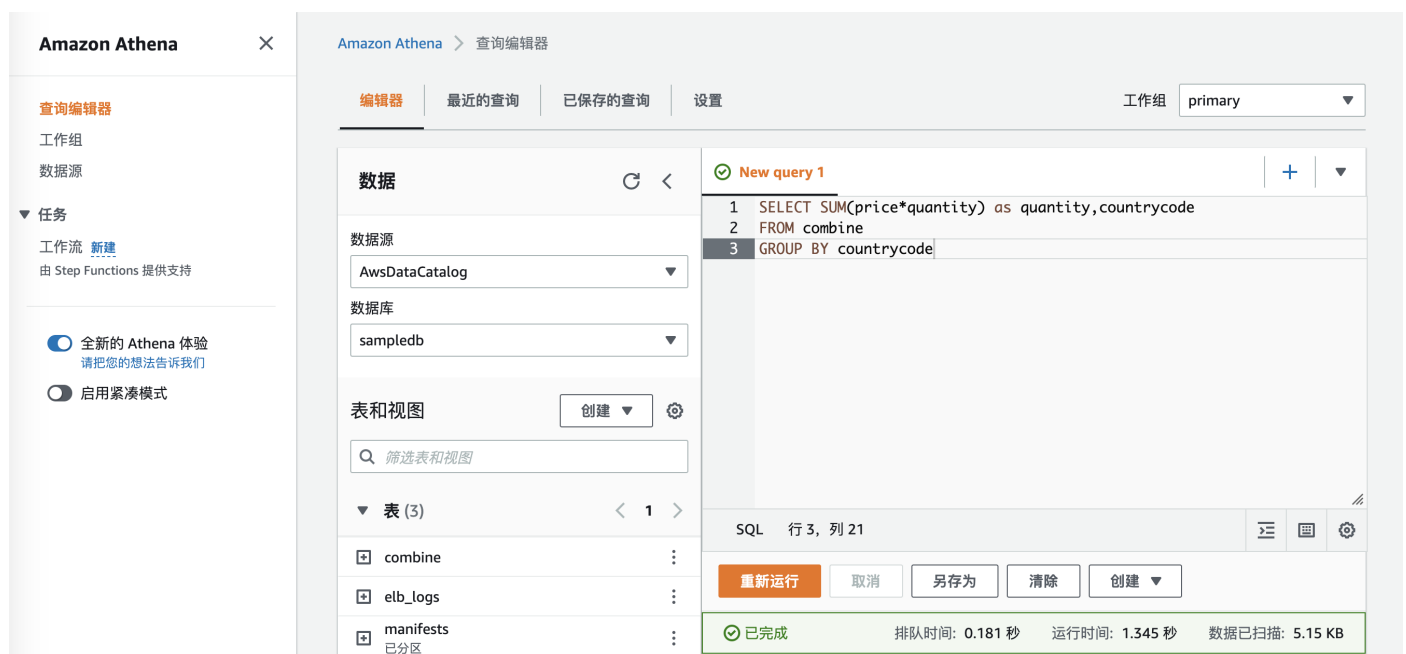 Amazon Athena
查询编辑器
工作组
数据源
任务
工作流 新建
由 Step Functions 提供支持
全新的 Athena 体验
请把您的想法告诉我们
启用紧凑模式
Amazon Athena 查询编辑器
编辑器 最近的查询 已保存的查询 设置
工作组 primary
数据
数据源
AwsDataCatalog
数据库
sampledb
表和视图 创建
筛选表和视图
表 (3) 1
combine
elb_logs
manifests
已分区
New query 1
1 SELECT SUM(price*quantity) as quantity,countrycode
2 FROM combine
3 GROUP BY countrycode
SQL 行 3, 列 21
重新运行 取消 另存为 清除 创建
已完成 排队时间: 0.181 秒 运行时间: 1.345 秒 数据已扫描: 5.15 KB